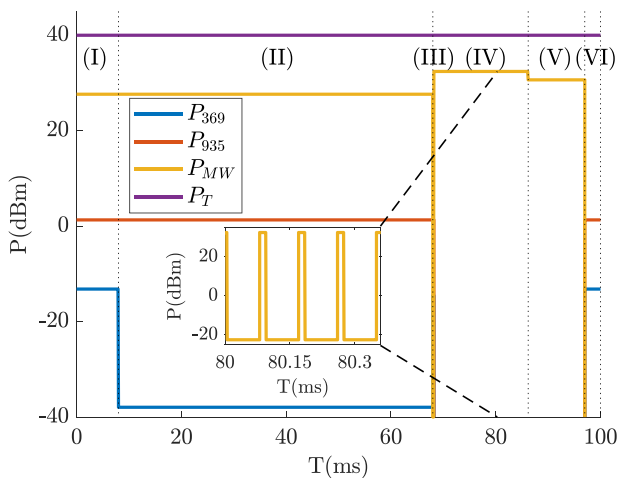 40
20
0
-20
-40
P(dBm)
(I)
(II)
(III)
(IV)
(V)
(VI)
P369
P935
PMW
PT
20
0
-20
P(dBm)
80
80.15
80.3
T(ms)
0
20
40
60
80
100
T(ms)